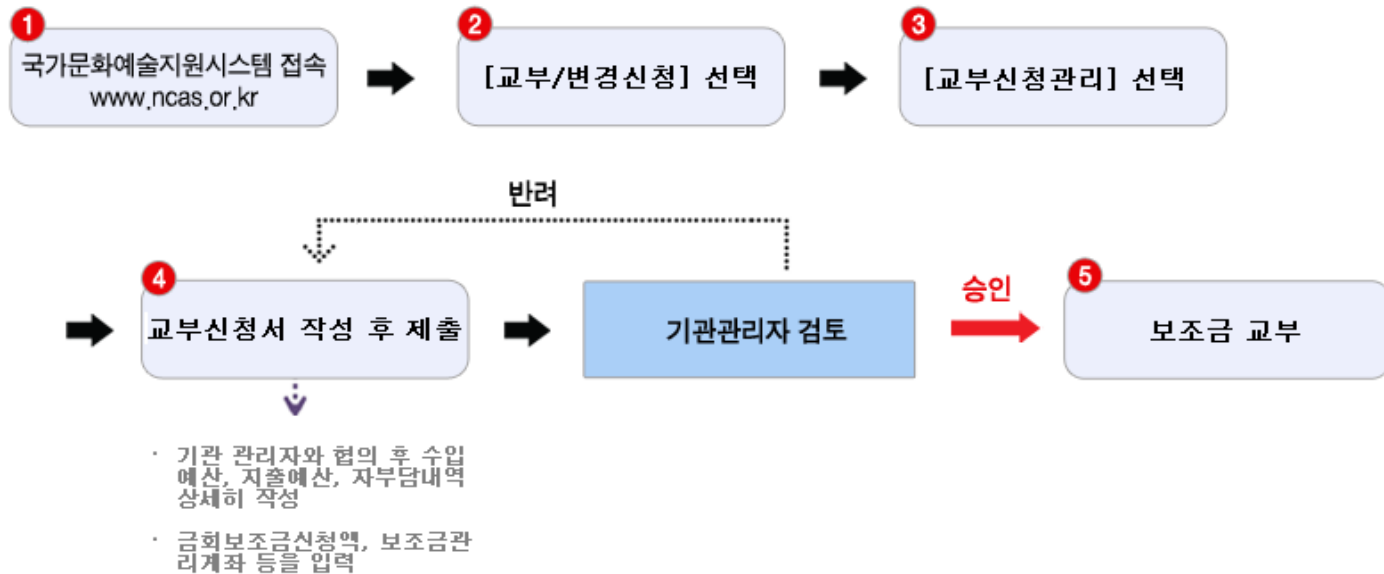 1
국가문화예술지원시스템 접속
www.ncas.or.kr
2
[교부/변경신청] 선택
3
[교부신청관리] 선택
반려
4
교부신청서 작성 후 제출
기관관리자 검토
승인
5
보조금 교부
· 기관 관리자와 협의 후 수입
예산, 지출예산, 자부담내역
상세히 작성
· 금회보조금신청액, 보조금관
리계좌 등을 입력